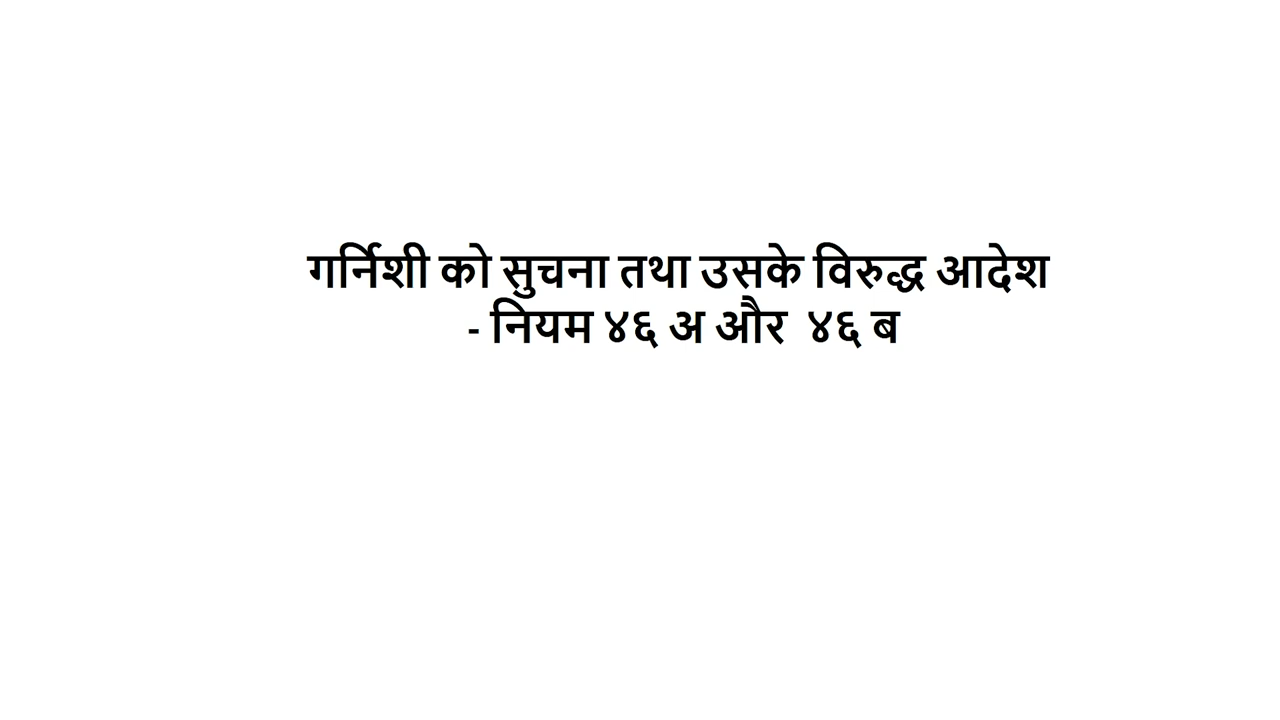 गर्निशी को सुचना तथा उसके विरुद्ध आदेश
- नियम ४६ अ और ४६ ब